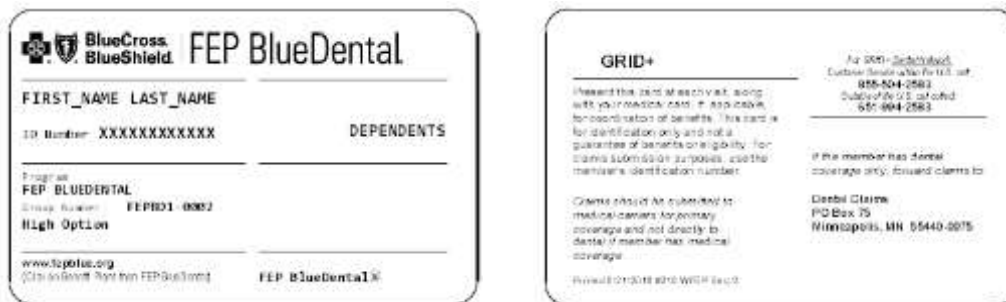 BlueCross
BlueShield
FEP BlueDental
FIRST_NAME LAST_NAME
ID Number XXXXXXXXXXXX
DEPENDENTS
Program
FEP BLUEDENTAL
Group Number FEPBD1-0002
High Option
www.fepblue.org
FEP BlueDental
GRID+
Present this card at each visit, along
with your medical card, if applicable,
for coordination of benefits. This card is
for identification only and not a
guarantee of benefits or eligibility. For
claims submission purposes, use the
member's identification number.
Claims should be submitted to
medical carriers for primary
coverage and not directly to
dental if member has medical
coverage
855-504-2583
651-994-2583
If the member has dental
coverage only, forward claims to:
Dental Claims
PO Box 75
Minneapolis, MN 55440-0075